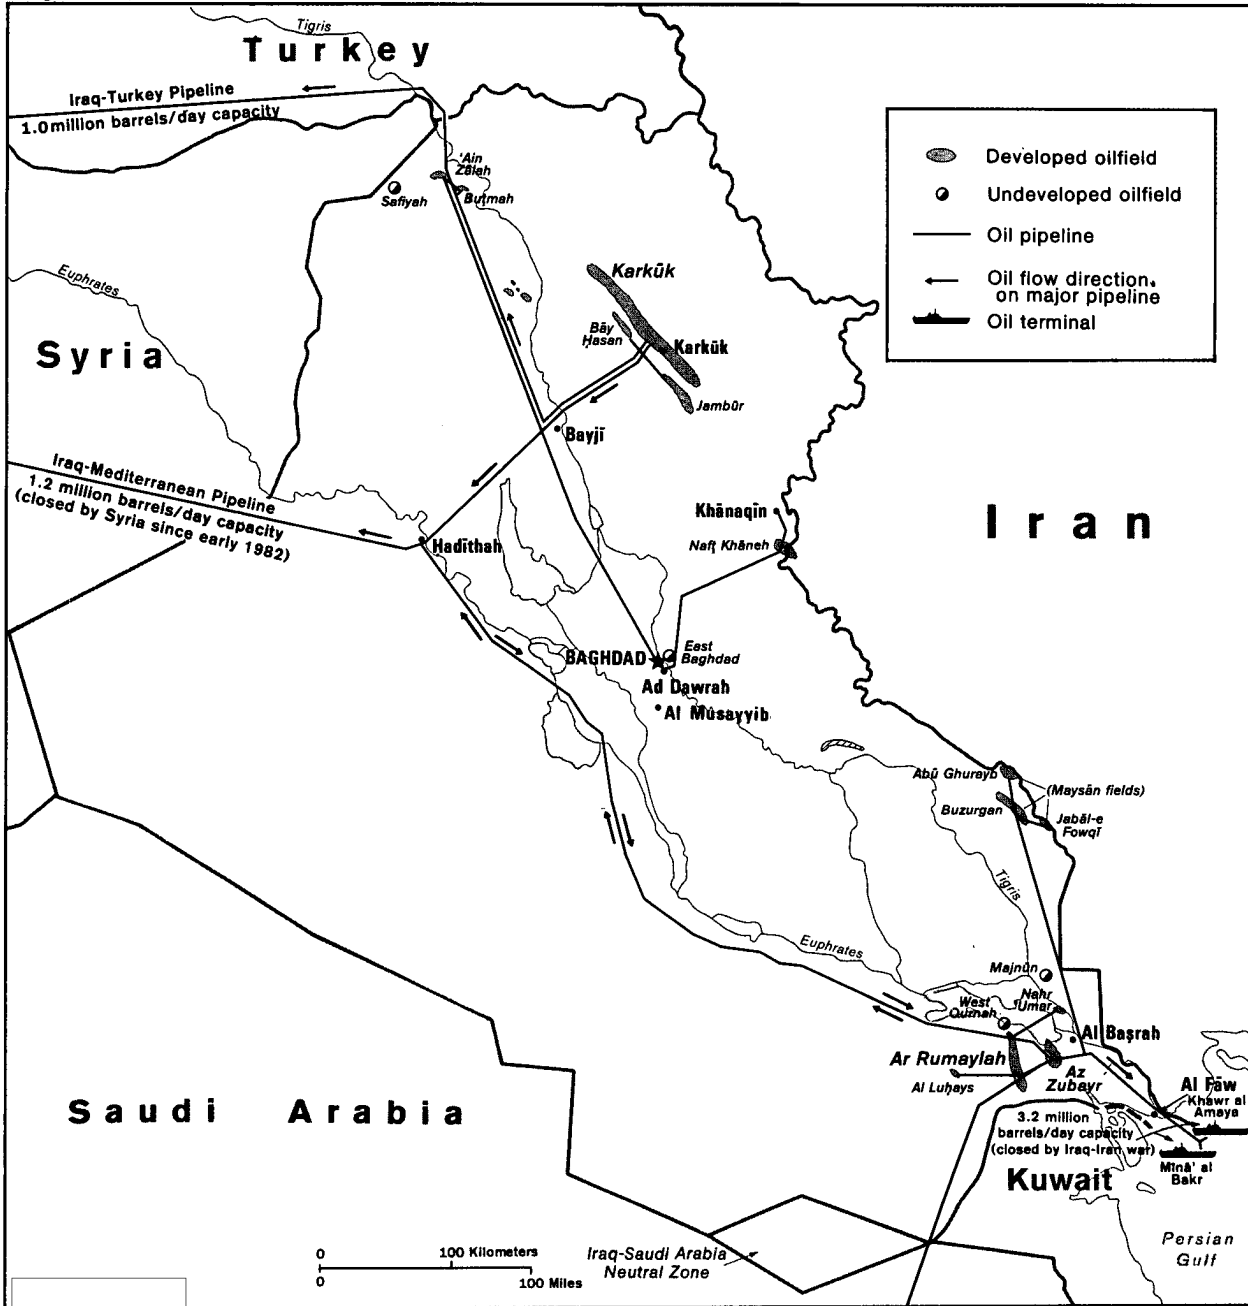 Tigris
Turkey
Iraq-Turkey Pipeline
1.0 million barrels/day capacity
'Ain
Zālah
Buṭmah
Safiyah
Developed oilfield
Undeveloped oilfield
Oil pipeline
Oil flow direction
on major pipeline
Oil terminal
Euphrates
Karkūk
Bāy
Ḥasan
Karkūk
Jambūr
Syria
Bayjī
Iraq-Mediterranean Pipeline
1.2 million barrels/day capacity
(closed by Syria since early 1982)
Hadīthah
Khānaqīn
Nafṭ Khāneh
Iran
BAGHDAD
East
Baghdad
Ad Dawrah
Al Musayyib
Abū Ghurayb
(Maysān fields)
Buzurgan
Jabāl-e
Fowqī
Tigris
Euphrates
Majnūn
Nahr
'Umar
West
Qurnah
Al Baṣrah
Ar Rumaylah
Al Luḥays
Az
Zubayr
Al Fāw
Khawr al
Amaya
3.2 million
barrels/day capacity
(closed by Iraq-Iran war)
Mīnā' al
Bakr
Saudi Arabia
Kuwait
Persian
Gulf
Iraq-Saudi Arabia
Neutral Zone
0 100 Kilometers
0 100 Miles